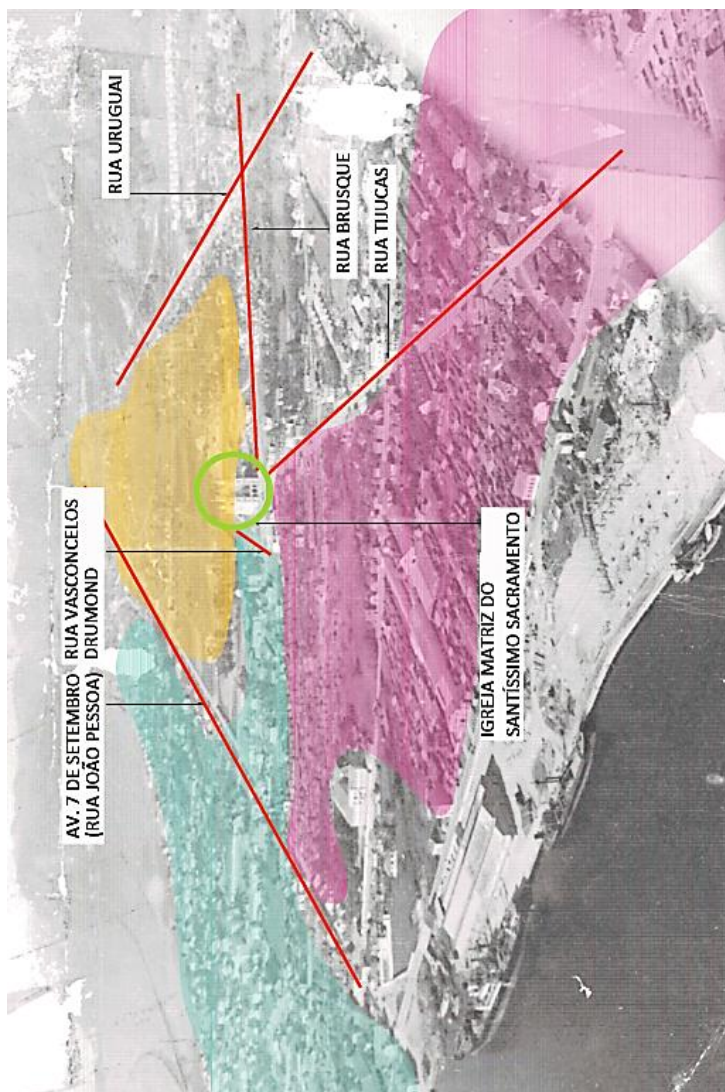 RUA URUGUAI
RUA BRUSQUE
RUA TIJUCAS
RUA VASCONCELOS
DRUMOND
AV. 7 DE SETEMBRO
(RUA JOÃO PESSOA)
IGREJA MATRIZ DO
SANTÍSSIMO SACRAMENTO